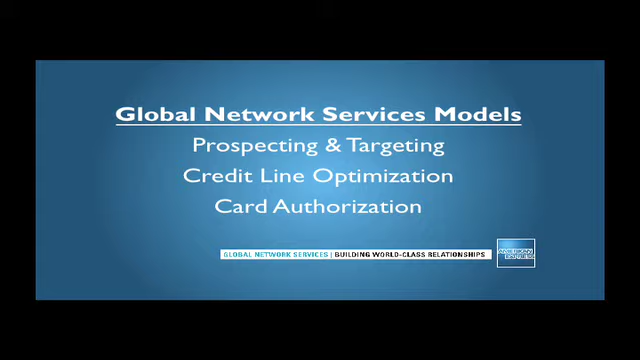 Global Network Services Models
Prospecting & Targeting
Credit Line Optimization
Card Authorization
GLOBAL NETWORK SERVICES | BUILDING WORLD-CLASS RELATIONSHIPS
AMERICAN
EXPRESS